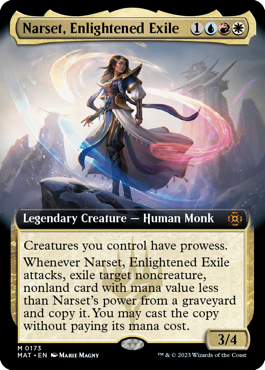 Narset, Enlightened Exile 1
Legendary Creature — Human Monk
Creatures you control have prowess.
Whenever Narset, Enlightened Exile
attacks, exile target noncreature,
nonland card with mana value less
than Narset's power from a graveyard
and copy it. You may cast the copy
without paying its mana cost.
3/4
M 0173
MAT • EN Marie Magny
™ & © 2023 Wizards of the Coast